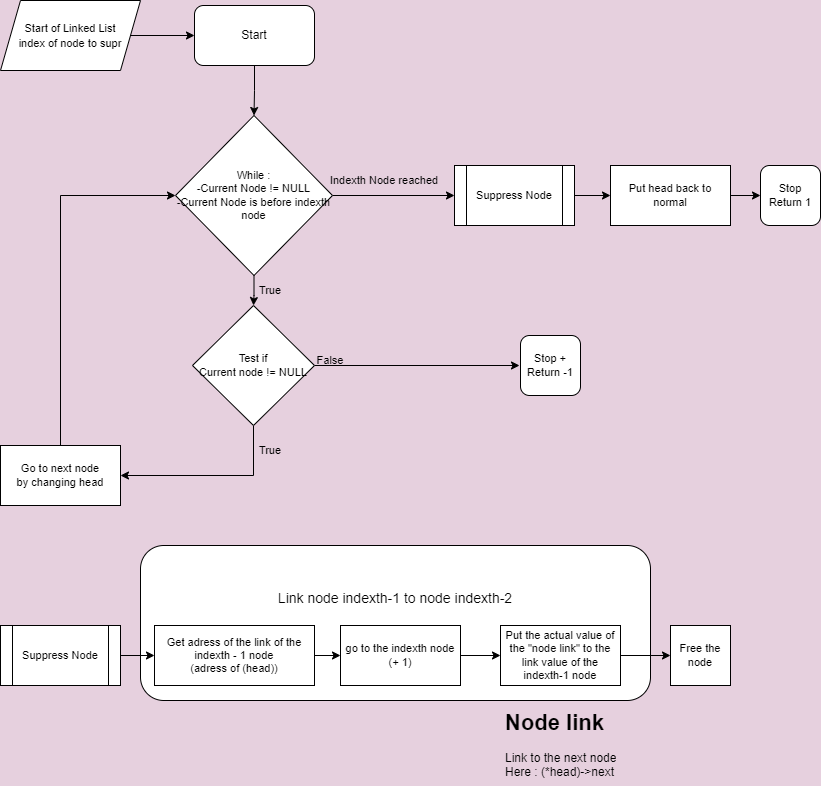 Start of Linked List
index of node to supr
Start
While :
-Current Node != NULL
-Current Node is before indexth
node
Indexth Node reached
Suppress Node
Put head back to
normal
Stop
Return 1
True
Test if
Current node != NULL
False
Stop +
Return -1
True
Go to next node
by changing head
Link node indexth-1 to node indexth-2
Suppress Node
Get adress of the link of the
indexth - 1 node
(adress of (head))
go to the indexth node
(+ 1)
Put the actual value of
the "node link" to the
link value of the
indexth-1 node
Free the
node
Node link
Link to the next node
Here : (*head)->next